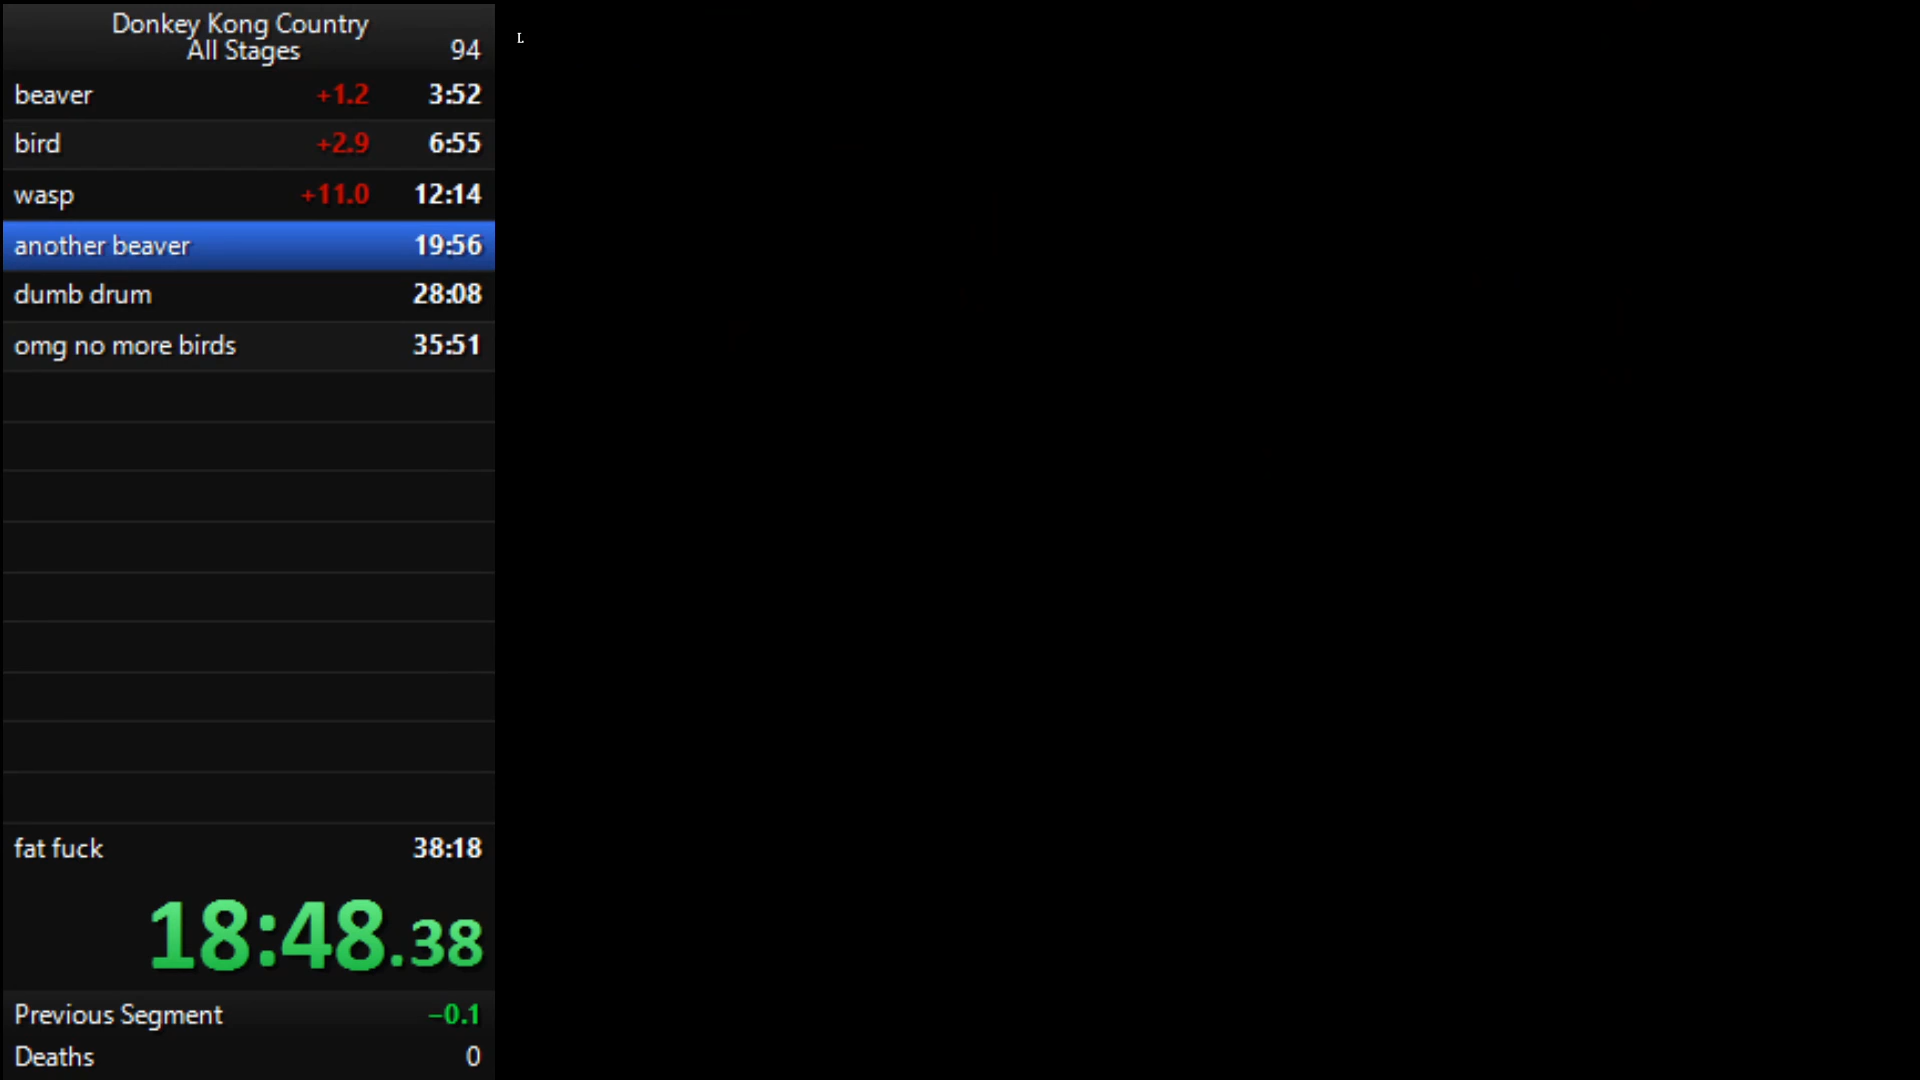 Donkey Kong Country
All Stages 94
beaver +1.2 3:52
bird +2.9 6:55
wasp +11.0 12:14
another beaver 19:56
dumb drum 28:08
omg no more birds 35:51
fat fuck 38:18
18:48.38
Previous Segment −0.1
Deaths 0
L